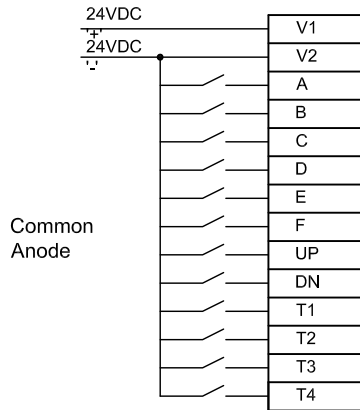 24VDC
'+'
24VDC
'-'
V1
V2
A
B
C
D
E
F
UP
DN
T1
T2
T3
T4
Common
Anode